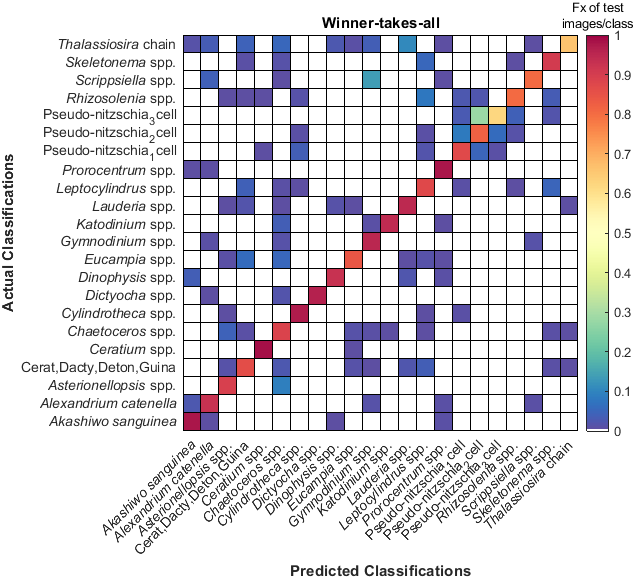 Winner-takes-all
Fx of test
images/class
Actual Classifications
Thalassiosira chain
Skeletonema spp.
Scrippsiella spp.
Rhizosolenia spp.
Pseudo-nitzschia3cell
Pseudo-nitzschia2cell
Pseudo-nitzschia1cell
Prorocentrum spp.
Leptocylindrus spp.
Lauderia spp.
Katodinium spp.
Gymnodinium spp.
Eucampia spp.
Dinophysis spp.
Dictyocha spp.
Cylindrotheca spp.
Chaetoceros spp.
Ceratium spp.
Cerat,Dacty,Deton,Guina
Asterionellopsis spp.
Alexandrium catenella
Akashiwo sanguinea
1
0.9
0.8
0.7
0.6
0.5
0.4
0.3
0.2
0.1
0
Akashiwo sanguinea
Alexandrium catenella
Asterionellopsis spp.
Cerat,Dacty,Deton,Guina
Ceratium spp.
Chaetoceros spp.
Cylindrotheca spp.
Dictyocha spp.
Dinophysis spp.
Eucampia spp.
Gymnodinium spp.
Katodinium spp.
Lauderia spp.
Leptocylindrus spp.
Prorocentrum spp.
Pseudo-nitzschia,cell
Pseudo-nitzschia,cell
Pseudo-nitzschia,cell
Rhizosolenia spp.
Scrippsiella spp.
Skeletonema spp.
Thalassiosira chain
Predicted Classifications